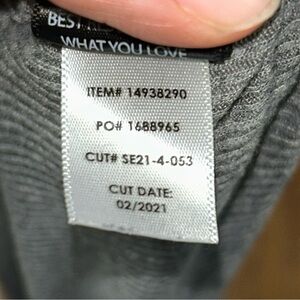 BEST
WHAT YOU LOVE
ITEM# 14938290
PO# 1688965
CUT# SE21-4-053
CUT DATE:
02/2021